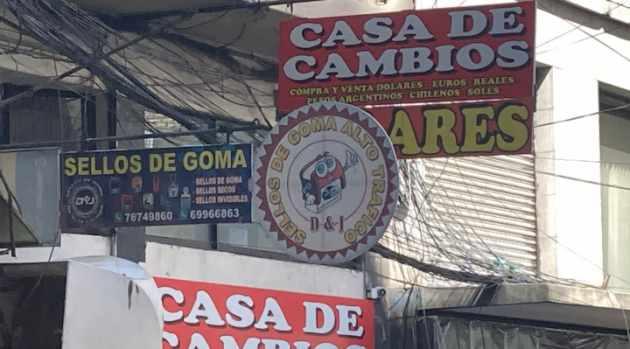 CASA DE
CAMBIOS
COMPRA Y VENTA DOLARES EUROS REALES
PESOS ARGENTINOS CHILENOS SOLES
ARES
SELLOS DE GOMA
- SELLOS DE GOMA
- SELLOS SECOS
- SELLOS INVISIBLES
76749860 69966863
SELLOS DE GOMA ALTO TRAFICO
D & J
CASA DE
CAMBIOS